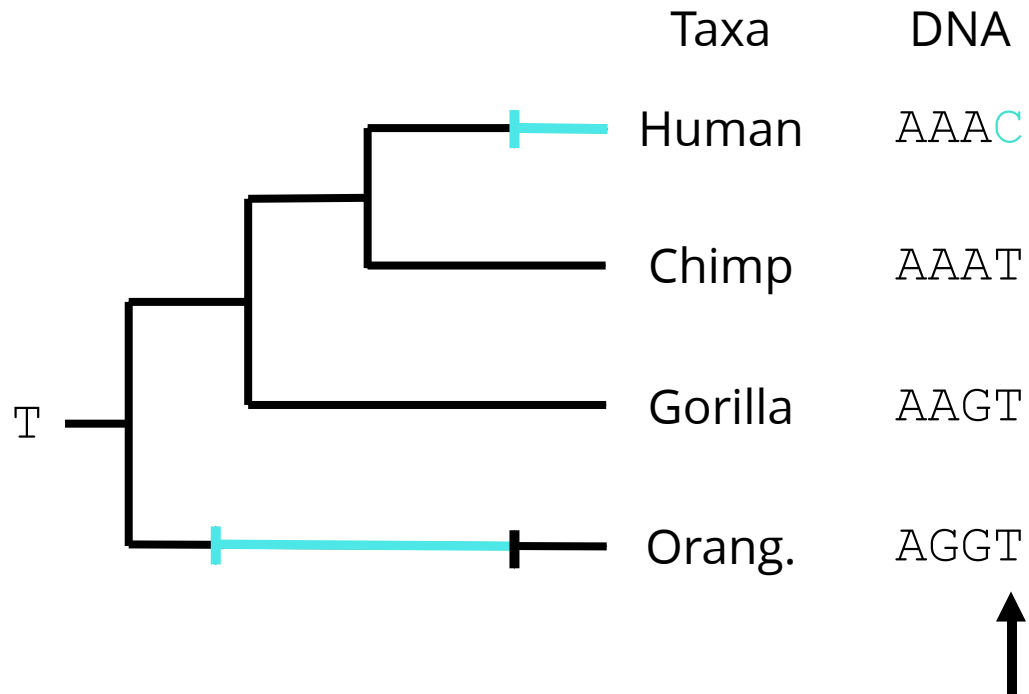 Taxa DNA
Human AAAC
Chimp AAAT
T
Gorilla AAGT
Orang. AGGT